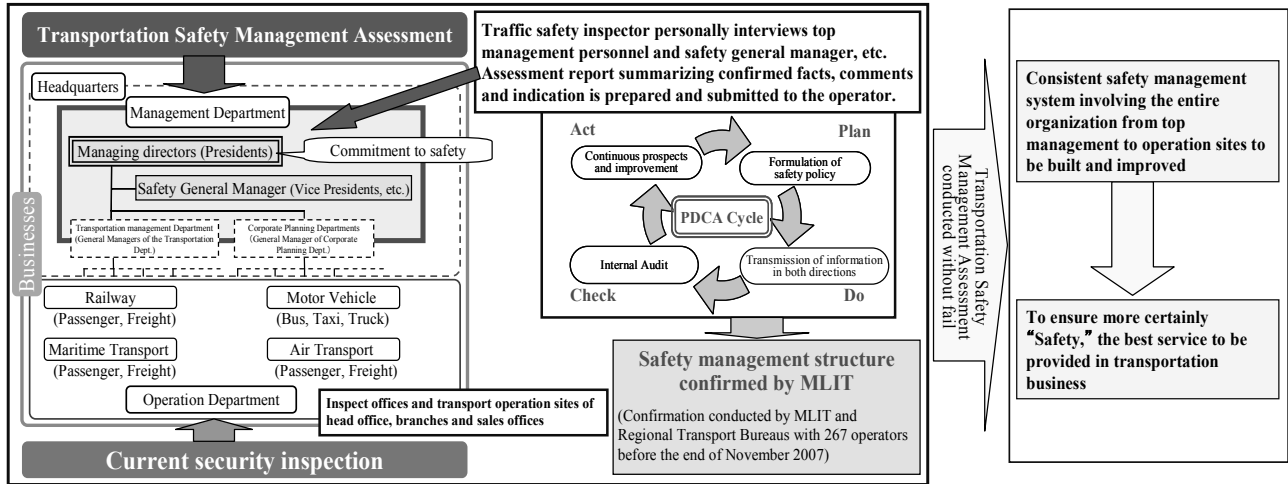 Transportation Safety Management Assessment
Headquarters
Management Department
Managing directors (Presidents)
Commitment to safety
Safety General Manager (Vice Presidents, etc.)
Transportation management Department
(General Managers of the Transportation
Dept.)
Corporate Planning Departments
(General Manager of Corporate
Planning Dept.)
Businesses
Railway
(Passenger, Freight)
Motor Vehicle
(Bus, Taxi, Truck)
Maritime Transport
(Passenger, Freight)
Air Transport
(Passenger, Freight)
Operation Department
Inspect offices and transport operation sites of
head office, branches and sales offices
Current security inspection
Traffic safety inspector personally interviews top
management personnel and safety general manager, etc.
Assessment report summarizing confirmed facts, comments
and indication is prepared and submitted to the operator.
Act
Plan
Continuous prospects
and improvement
Formulation of
safety policy
PDCA Cycle
Internal Audit
Transmission of information
in both directions
Check
Do
Safety management structure
confirmed by MLIT
(Confirmation conducted by MLIT and
Regional Transport Bureaus with 267 operators
before the end of November 2007)
Transportation Safety
Management Assessment
conducted without fail
Consistent safety management
system involving the entire
organization from top
management to operation sites to
be built and improved
To ensure more certainly
“Safety,” the best service to be
provided in transportation
business